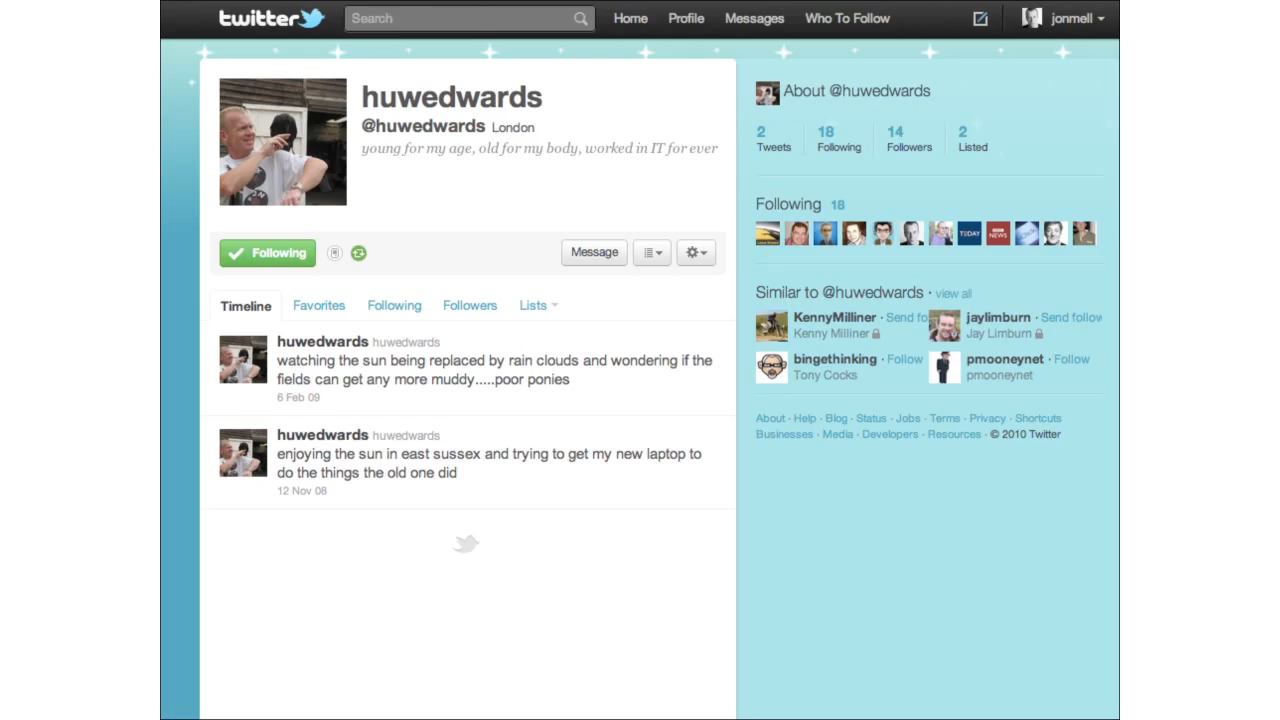 twitter
Search
Home
Profile
Messages
Who To Follow
jonmell
huwedwards
@huwedwards London
young for my age, old for my body, worked in IT for ever
Following
Message
Timeline
Favorites
Following
Followers
Lists
huwedwards huwedwards
watching the sun being replaced by rain clouds and wondering if the
fields can get any more muddy.....poor ponies
6 Feb 09
huwedwards huwedwards
enjoying the sun in east sussex and trying to get my new laptop to
do the things the old one did
12 Nov 08
About @huwedwards
2 18 14 2
Tweets Following Followers Listed
Following 18
TODAY
BBC
NEWS
Similar to @huwedwards · view all
KennyMilliner · Send fo
Kenny Milliner
jaylimburn · Send follow
Jay Limburn
bingethinking · Follow
Tony Cocks
pmooneynet · Follow
pmooneynet
About · Help · Blog · Status · Jobs · Terms · Privacy · Shortcuts
Businesses · Media · Developers · Resources · © 2010 Twitter